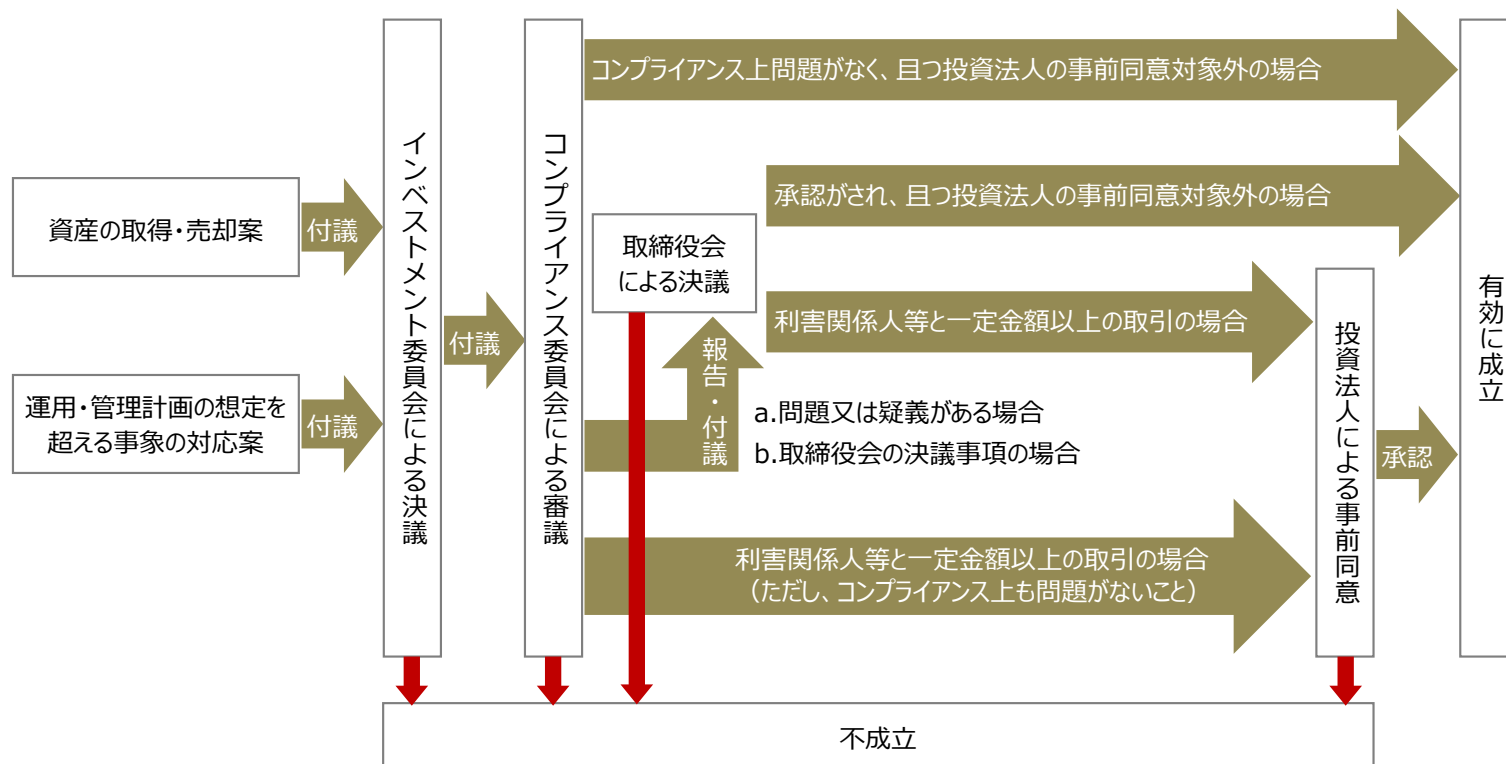 資産の取得・売却案
付議
運用・管理計画の想定を
超える事象の対応案
付議
インベストメント委員会による決議
付議
コンプライアンス委員会による審議
コンプライアンス上問題がなく、且つ投資法人の事前同意対象外の場合
承認がされ、且つ投資法人の事前同意対象外の場合
取締役会
による決議
利害関係人等と一定金額以上の取引の場合
報告・付議
a.問題又は疑義がある場合
b.取締役会の決議事項の場合
利害関係人等と一定金額以上の取引の場合
（ただし、コンプライアンス上も問題がないこと）
投資法人による事前同意
承認
有効に成立
不成立